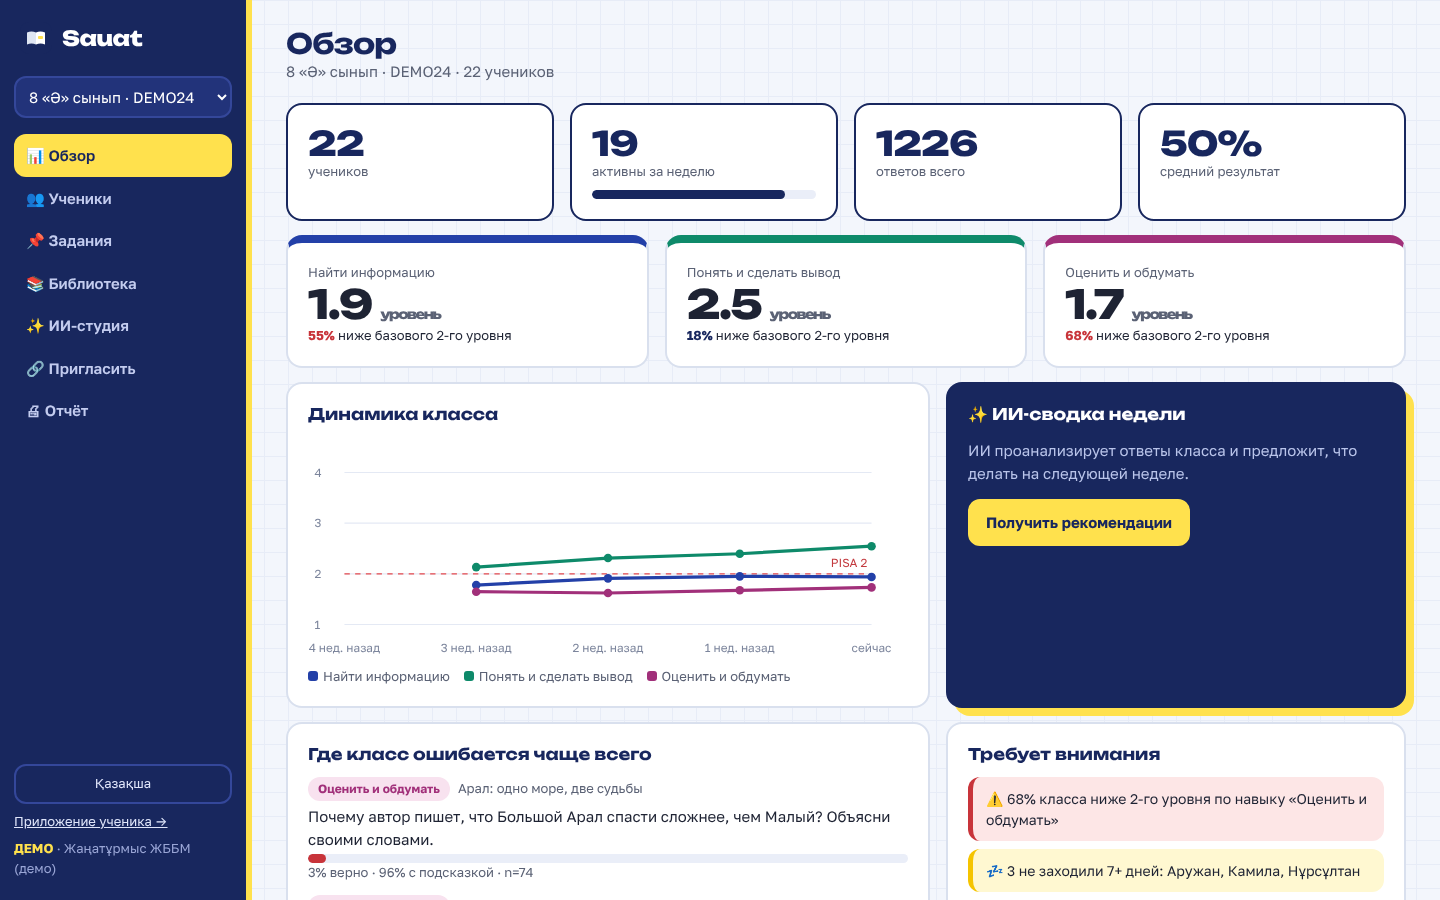 Sauat
8 «Ә» сынып · DEMO24
📊 Обзор
👥 Ученики
📌 Задания
📚 Библиотека
✨ ИИ-студия
🔗 Пригласить
🖨 Отчёт
Қазақша
Приложение ученика →
ДЕМО · Жаңатұрмыс ЖББМ
(демо)
Обзор
8 «Ә» сынып · DEMO24 · 22 учеников
22
учеников
19
активны за неделю
1226
ответов всего
50%
средний результат
Найти информацию
1.9 уровень
55% ниже базового 2-го уровня
Понять и сделать вывод
2.5 уровень
18% ниже базового 2-го уровня
Оценить и обдумать
1.7 уровень
68% ниже базового 2-го уровня
Динамика класса
4
3
PISA 2
2
1
4 нед. назад
3 нед. назад
2 нед. назад
1 нед. назад
сейчас
Найти информацию
Понять и сделать вывод
Оценить и обдумать
✨ ИИ-сводка недели
ИИ проанализирует ответы класса и предложит, что
делать на следующей неделе.
Получить рекомендации
Где класс ошибается чаще всего
Оценить и обдумать Арал: одно море, две судьбы
Почему автор пишет, что Большой Арал спасти сложнее, чем Малый? Объясни
своими словами.
3% верно · 96% с подсказкой · n=74
Требует внимания
⚠️ 68% класса ниже 2-го уровня по навыку «Оценить и
обдумать»
💤 3 не заходили 7+ дней: Аружан, Камила, Нұрсұлтан